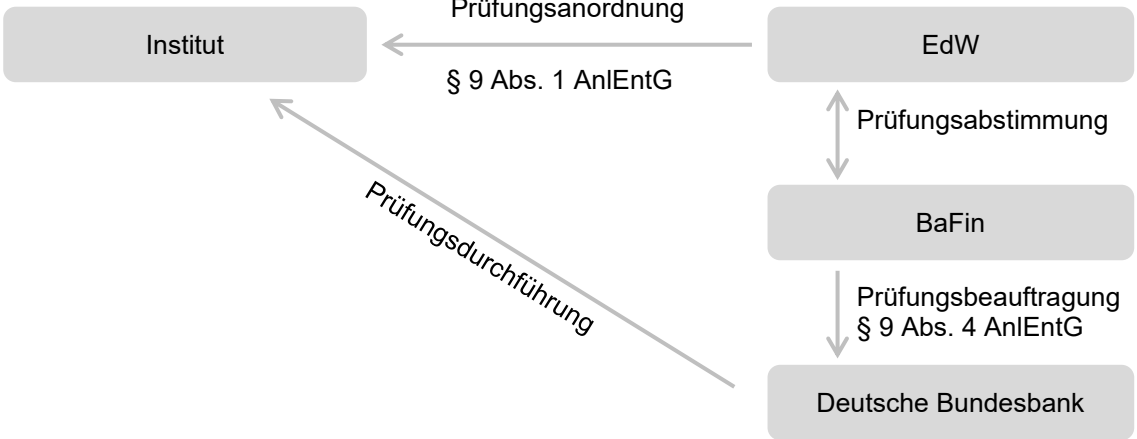 Prüfungsanordnung
Institut
EdW
§ 9 Abs. 1 AnlEntG
Prüfungsabstimmung
Prüfungsdurchführung
BaFin
Prüfungsbeauftragung
§ 9 Abs. 4 AnlEntG
Deutsche Bundesbank